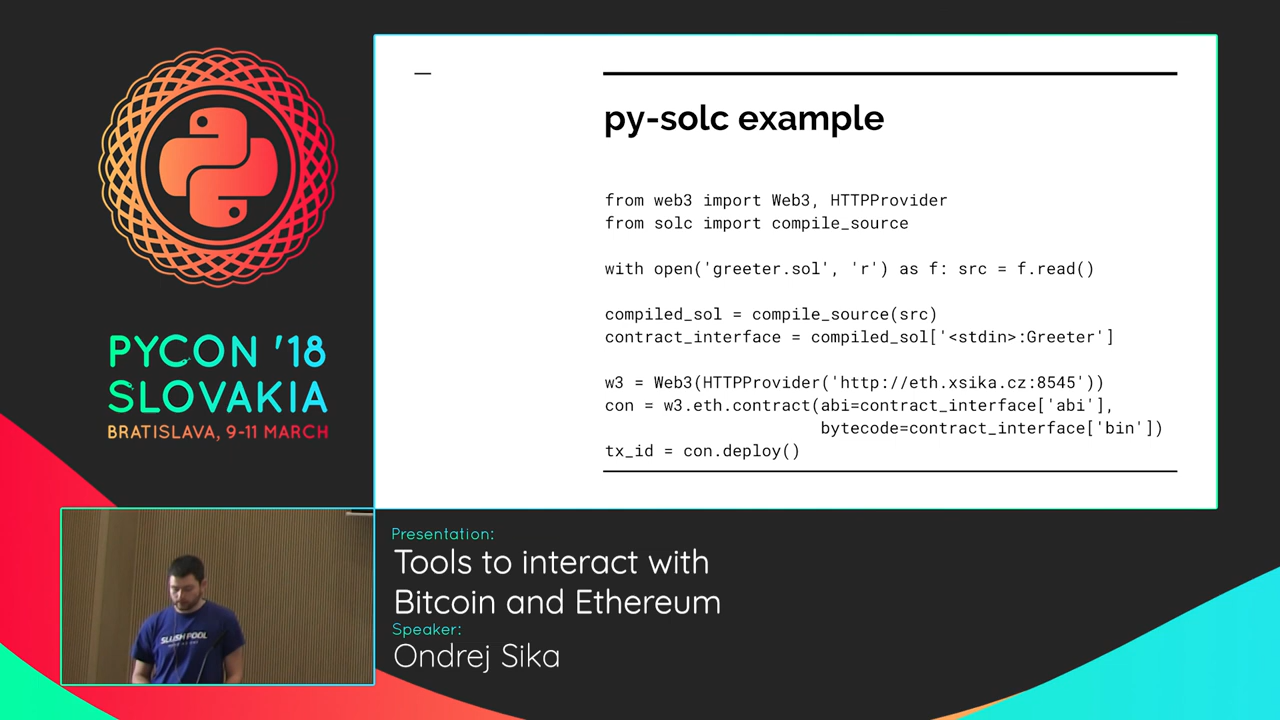 PYCON '18
SLOVAKIA
BRATISLAVA, 9-11 MARCH
py-solc example
from web3 import Web3, HTTPProvider
from solc import compile_source
with open('greeter.sol', 'r') as f: src = f.read()
compiled_sol = compile_source(src)
contract_interface = compiled_sol['<stdin>:Greeter']
w3 = Web3(HTTPProvider('http://eth.xsika.cz:8545'))
con = w3.eth.contract(abi=contract_interface['abi'],
bytecode=contract_interface['bin'])
tx_id = con.deploy()
SLUSH POOL
Presentation:
Tools to interact with
Bitcoin and Ethereum
Speaker:
Ondrej Sika